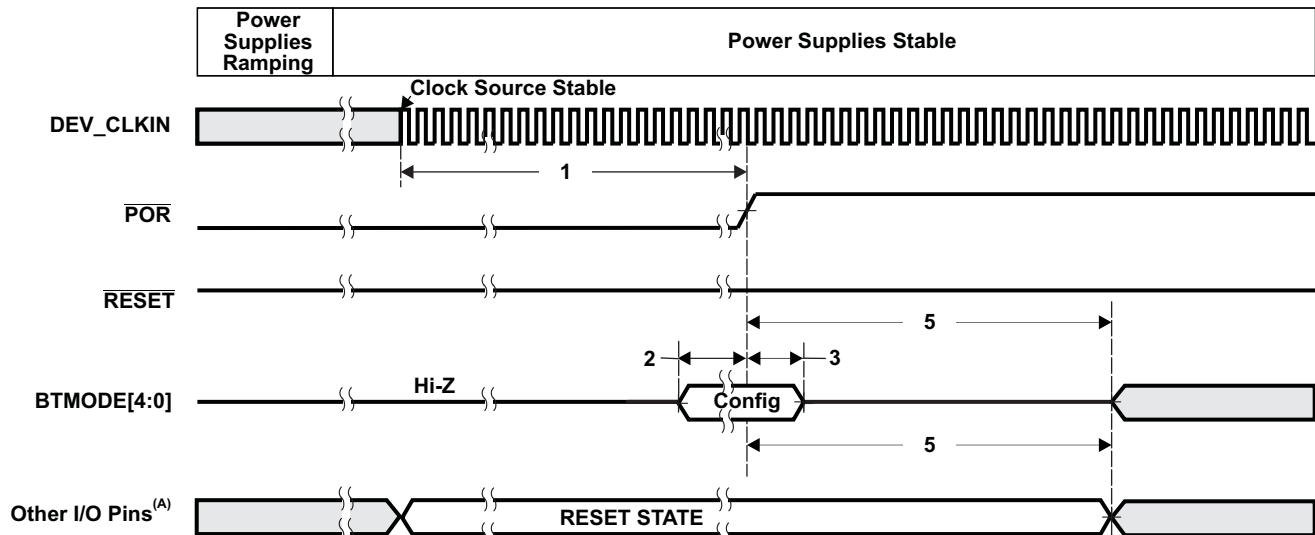 Power
Supplies
Ramping
Power Supplies Stable
Clock Source Stable
DEV_CLKIN
1
POR
RESET
5
2
3
Hi-Z
BTMODE[4:0]
Config
5
Other I/O Pins(A)
RESET STATE